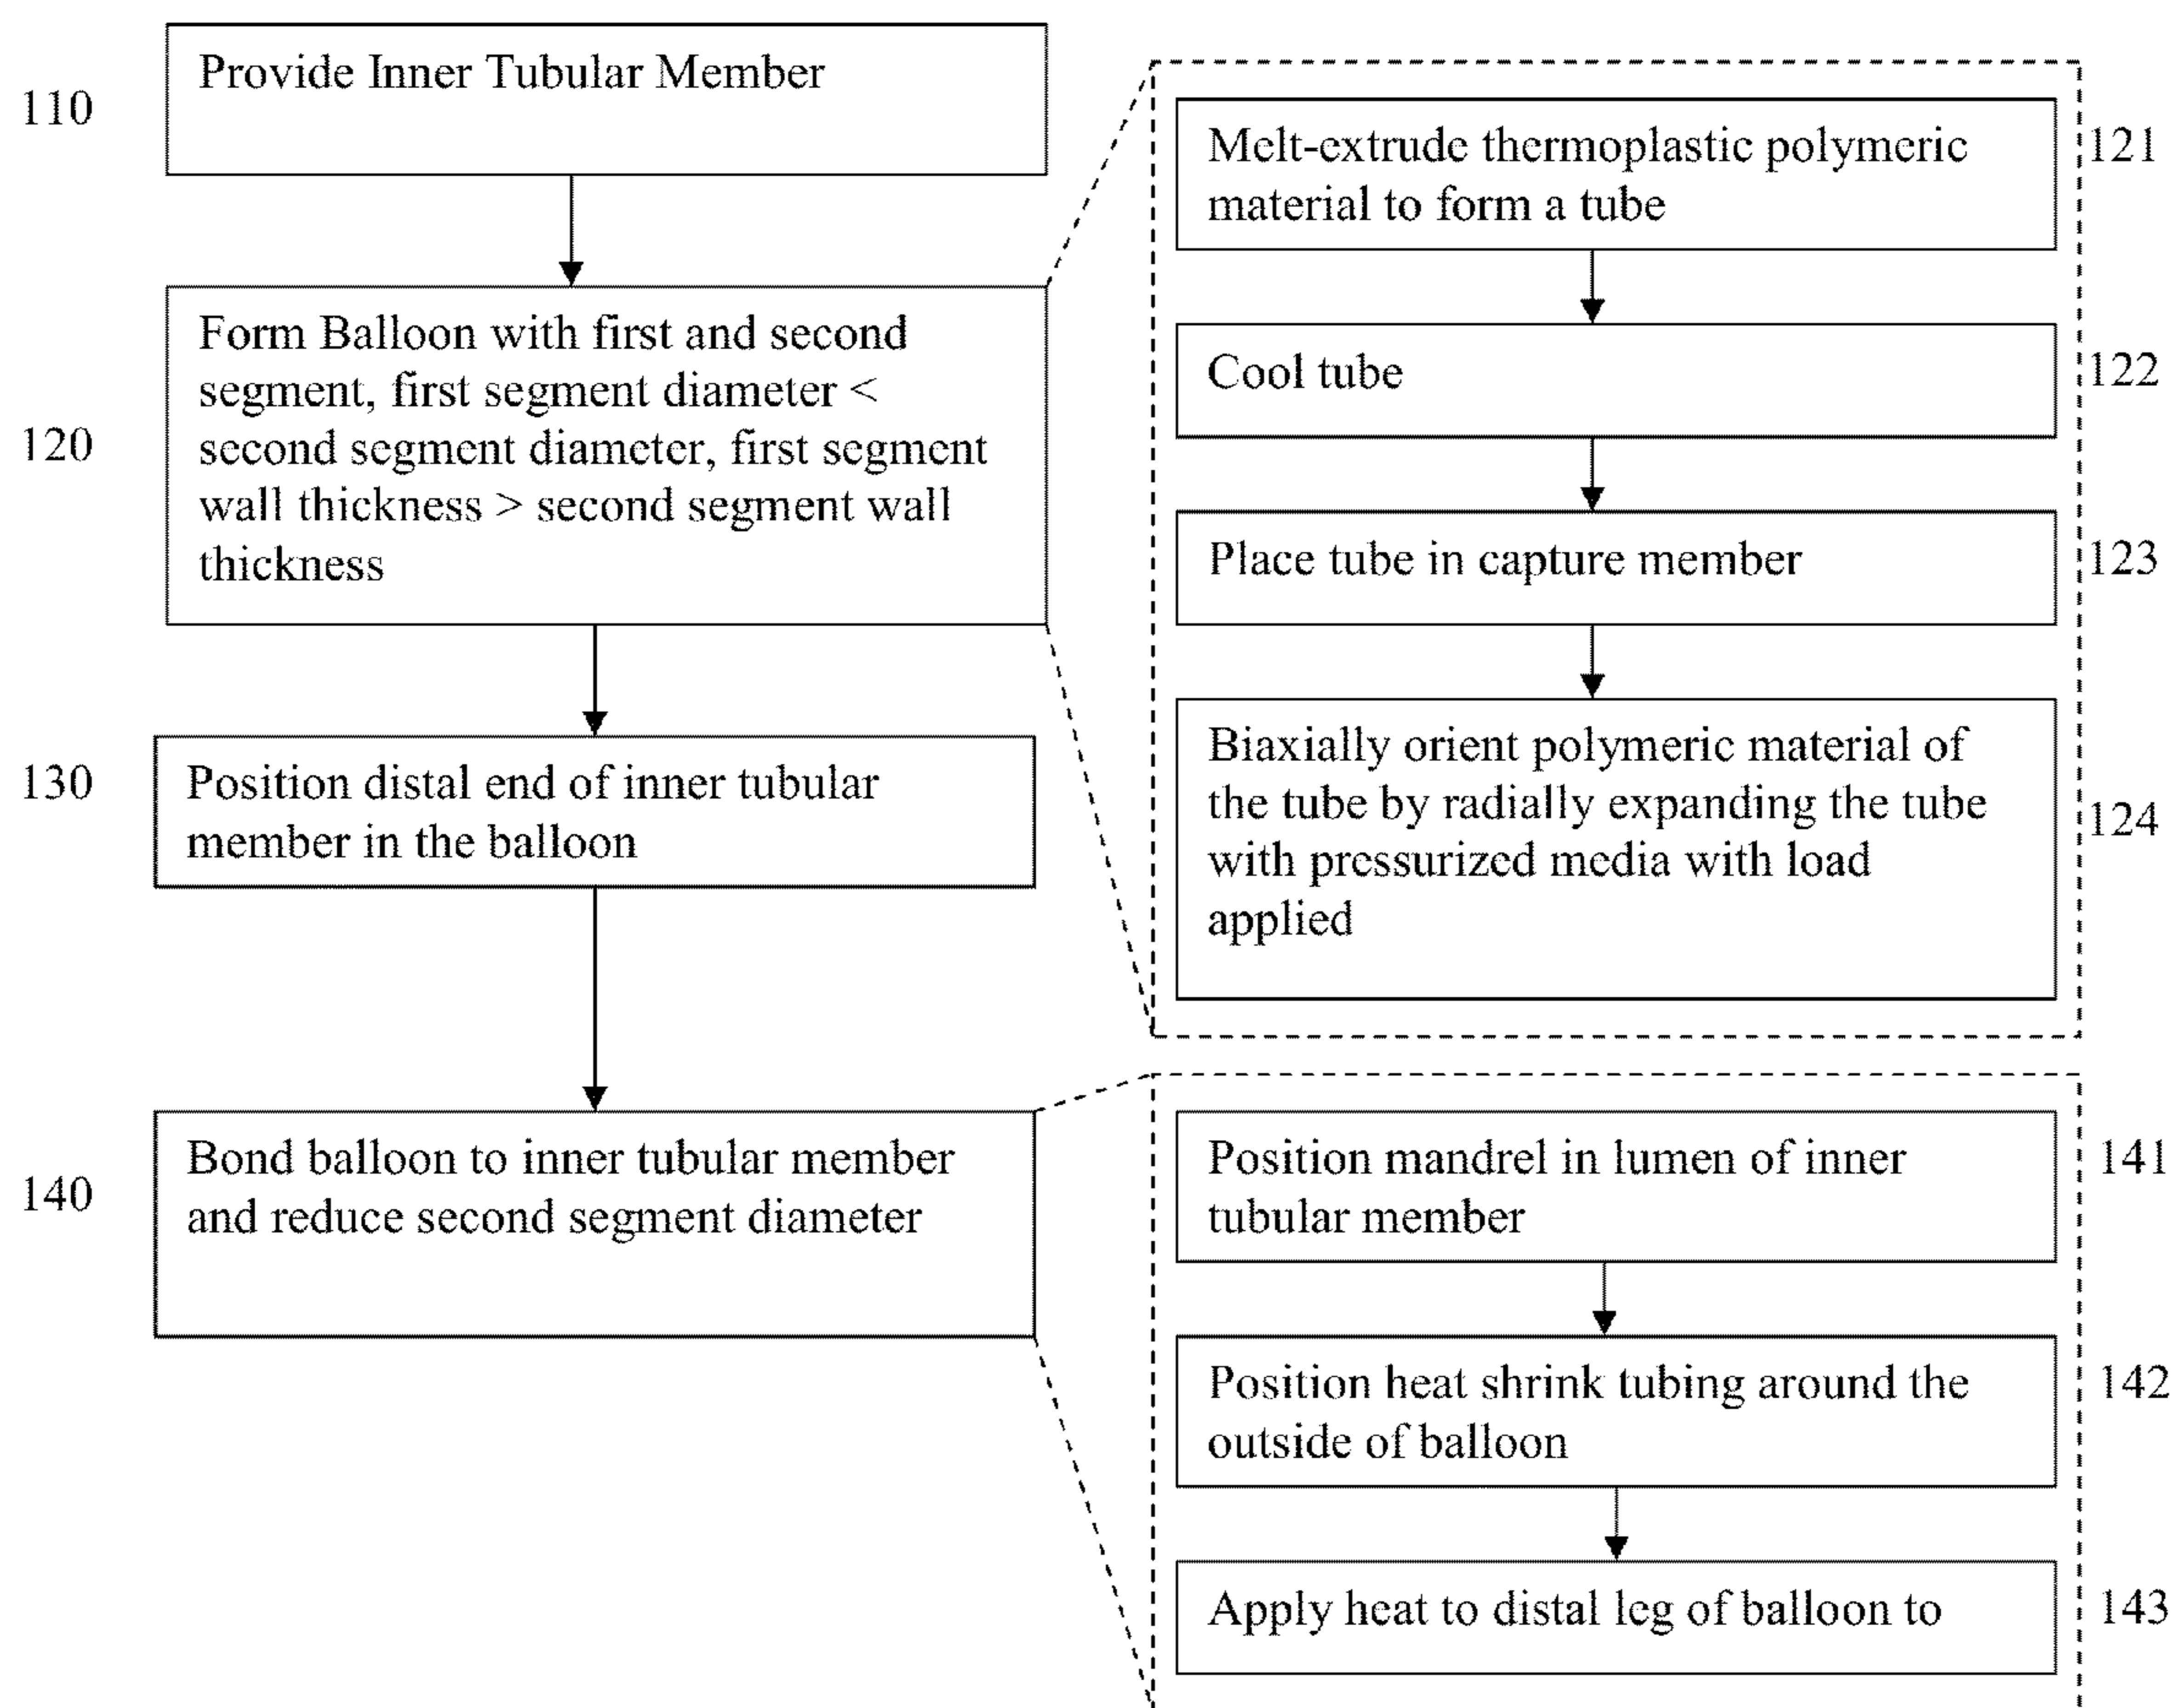 110
Provide Inner Tubular Member
120
Form Balloon with first and second
segment, first segment diameter <
second segment diameter, first segment
wall thickness > second segment wall
thickness
130
Position distal end of inner tubular
member in the balloon
140
Bond balloon to inner tubular member
and reduce second segment diameter
Melt-extrude thermoplastic polymeric
material to form a tube
121
Cool tube
122
Place tube in capture member
123
Biaxially orient polymeric material of
the tube by radially expanding the tube
with pressurized media with load
applied
124
Position mandrel in lumen of inner
tubular member
141
Position heat shrink tubing around the
outside of balloon
142
Apply heat to distal leg of balloon to
143